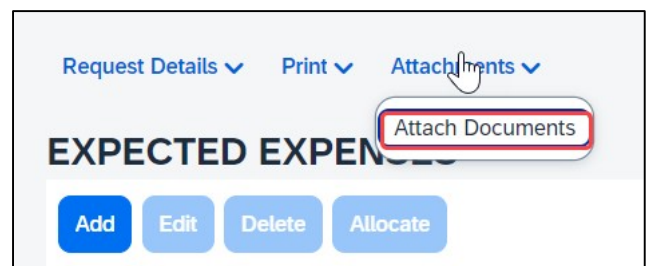 Request Details Print Attachments
Attach Documents
EXPECTED EXPENSES
Add Edit Delete Allocate